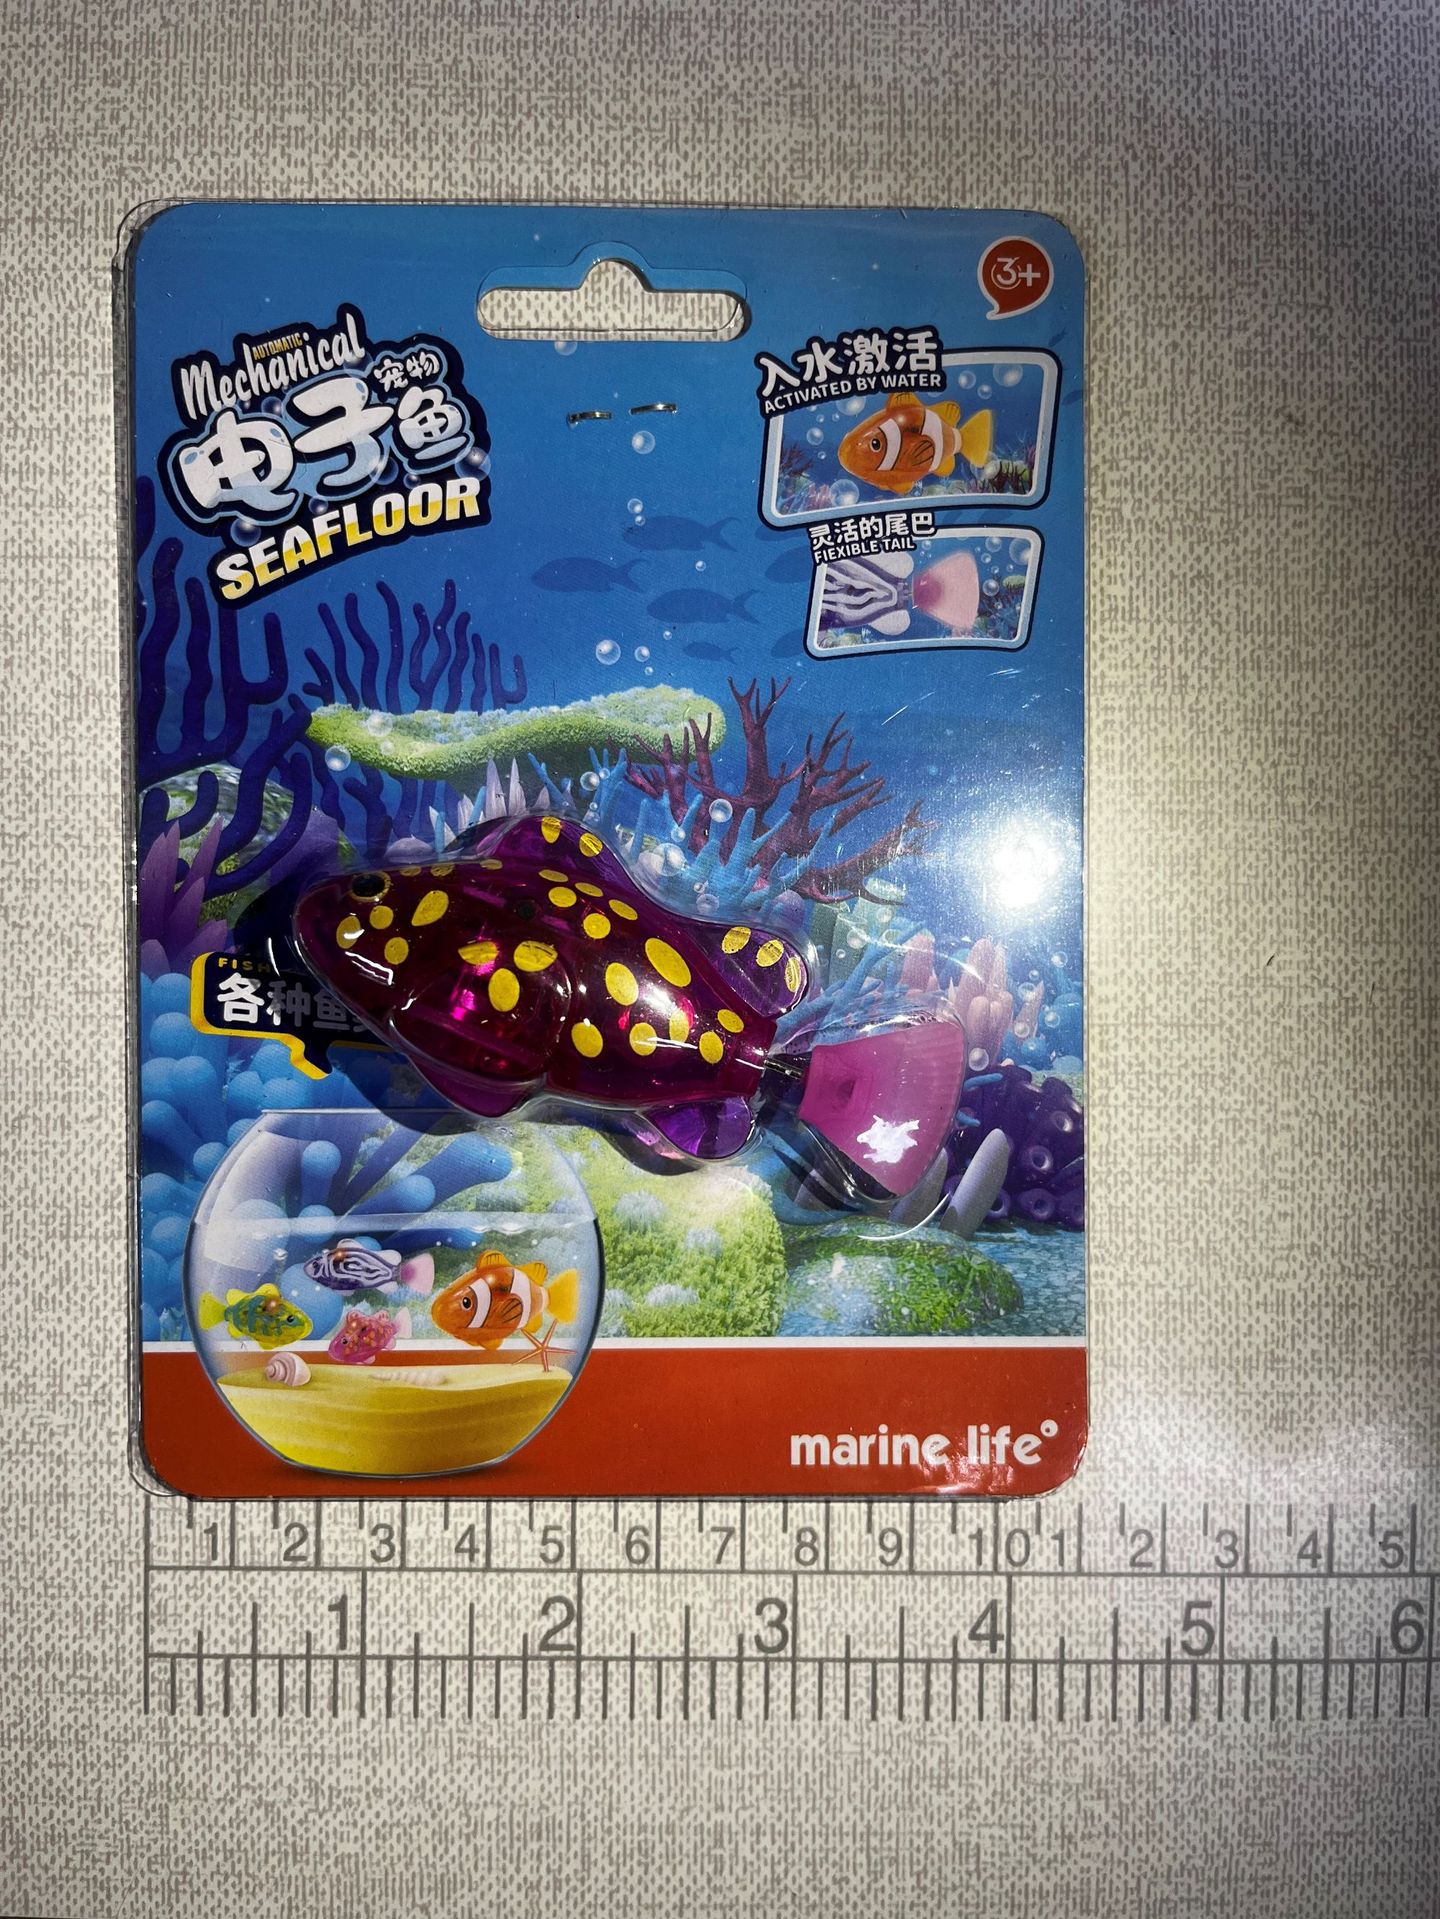 3+
AUTOMATIC
Mechanical
宠物
电子鱼
SEAFLOOR
入水激活
ACTIVATED BY WATER
灵活的尾巴
FIEXIBLE TAIL
FISH
各种鱼
marine life
1 2 3 4 5 6 7 8 9 10 1 2 3 4 5
1 2 3 4 5 6